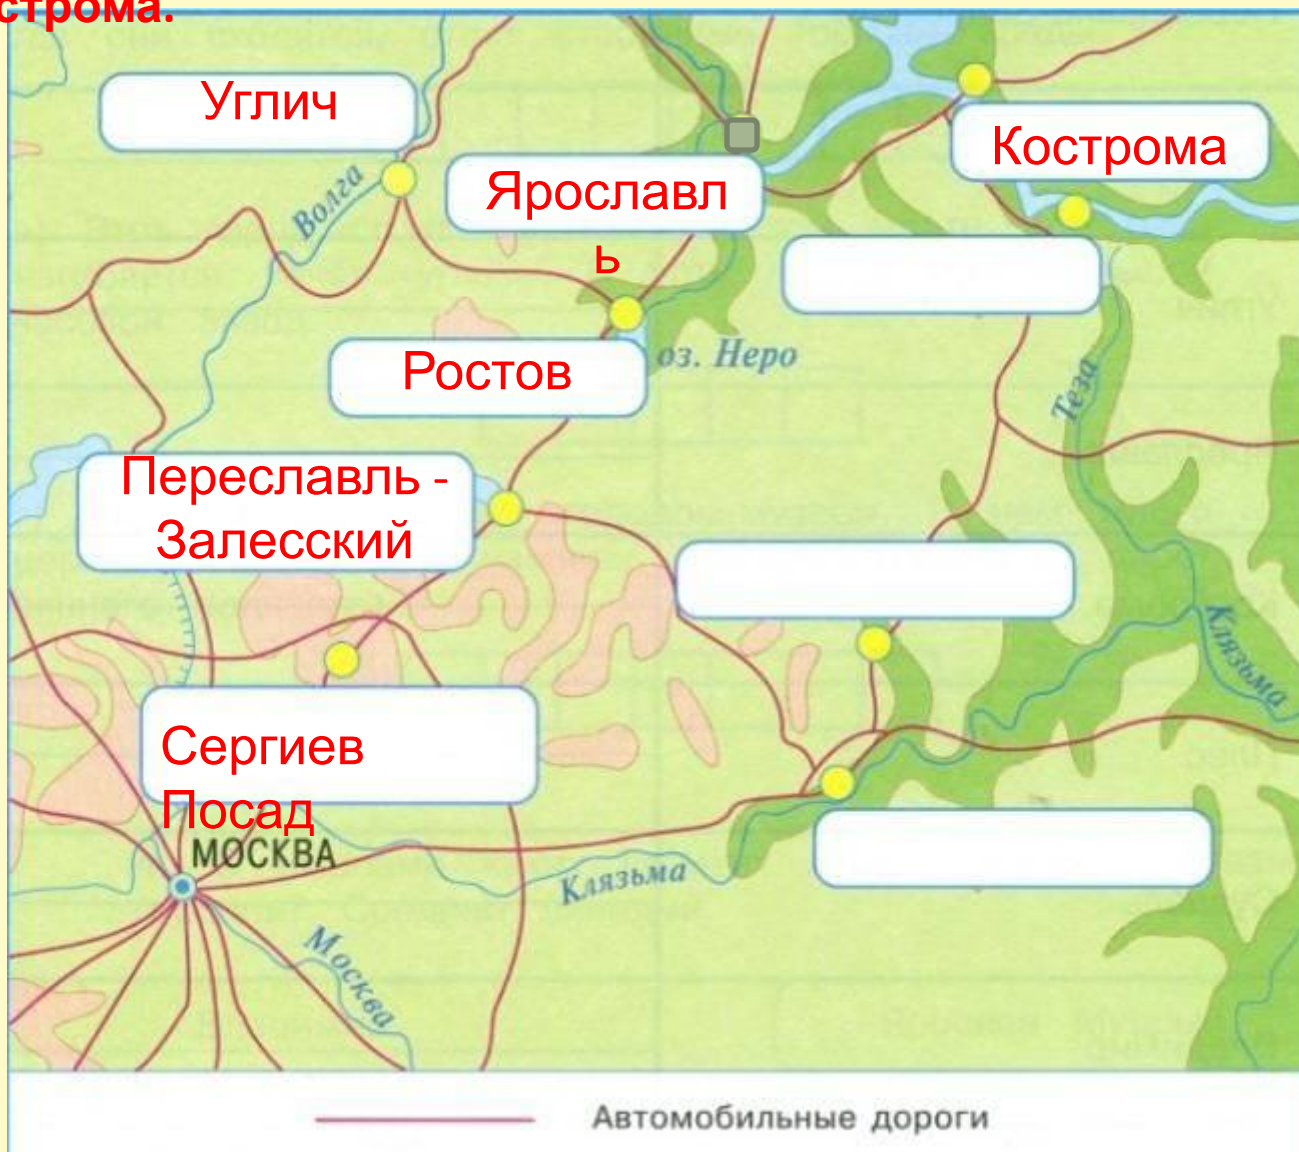 строма.
Углич
Кострома
Ярославл
ь
Волга
Ростов
оз. Неро
Теза
Переславль -
Залесский
Клязьма
Сергиев
Посад
МОСКВА
Клязьма
Москва
Автомобильные дороги